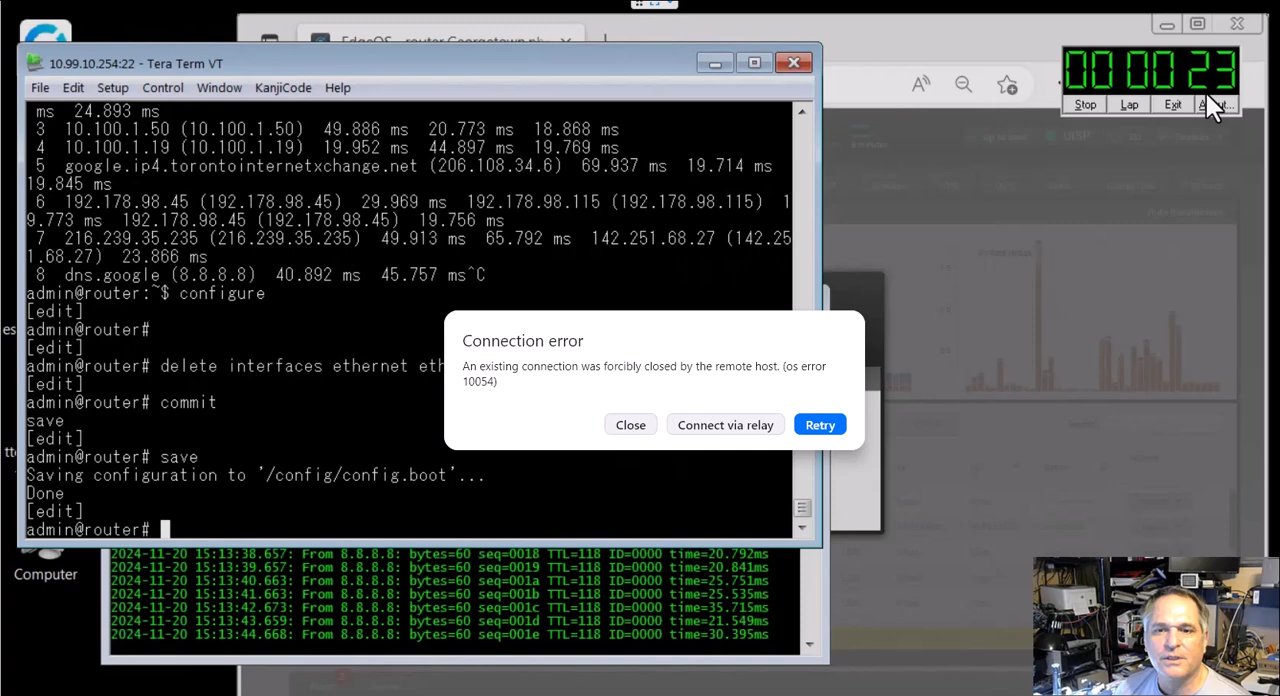 EdgeOS - router.Georgetown.ph
10.99.10.254:22 - Tera Term VT
File Edit Setup Control Window KanjiCode Help
00 00 23
Stop Lap Exit
ms 24.893 ms
3 10.100.1.50 (10.100.1.50) 49.886 ms 20.773 ms 18.868 ms
4 10.100.1.19 (10.100.1.19) 19.952 ms 44.897 ms 19.769 ms
5 google.ip4.torontointernetxchange.net (206.108.34.6) 69.937 ms 19.714 ms
19.845 ms
6 192.178.98.45 (192.178.98.45) 29.969 ms 192.178.98.115 (192.178.98.115) 1
9.773 ms 192.178.98.45 (192.178.98.45) 19.756 ms
7 216.239.35.235 (216.239.35.235) 49.913 ms 65.792 ms 142.251.68.27 (142.25
1.68.27) 23.866 ms
8 dns.google (8.8.8.8) 40.892 ms 45.757 ms^C
admin@router:~$ configure
[edit]
admin@router#
[edit]
admin@router# delete interfaces ethernet eth
[edit]
admin@router# commit
save
[edit]
admin@router# save
Saving configuration to '/config/config.boot'...
Done
[edit]
admin@router#
Connection error
An existing connection was forcibly closed by the remote host. (os error
10054)
Close Connect via relay Retry
Computer
2024-11-20 15:13:38.657: From 8.8.8.8: bytes=60 seq=0018 TTL=118 ID=0000 time=20.792ms
2024-11-20 15:13:39.657: From 8.8.8.8: bytes=60 seq=0019 TTL=118 ID=0000 time=20.841ms
2024-11-20 15:13:40.663: From 8.8.8.8: bytes=60 seq=001a TTL=118 ID=0000 time=25.751ms
2024-11-20 15:13:41.663: From 8.8.8.8: bytes=60 seq=001b TTL=118 ID=0000 time=25.535ms
2024-11-20 15:13:42.673: From 8.8.8.8: bytes=60 seq=001c TTL=118 ID=0000 time=35.715ms
2024-11-20 15:13:43.659: From 8.8.8.8: bytes=60 seq=001d TTL=118 ID=0000 time=21.549ms
2024-11-20 15:13:44.668: From 8.8.8.8: bytes=60 seq=001e TTL=118 ID=0000 time=30.395ms